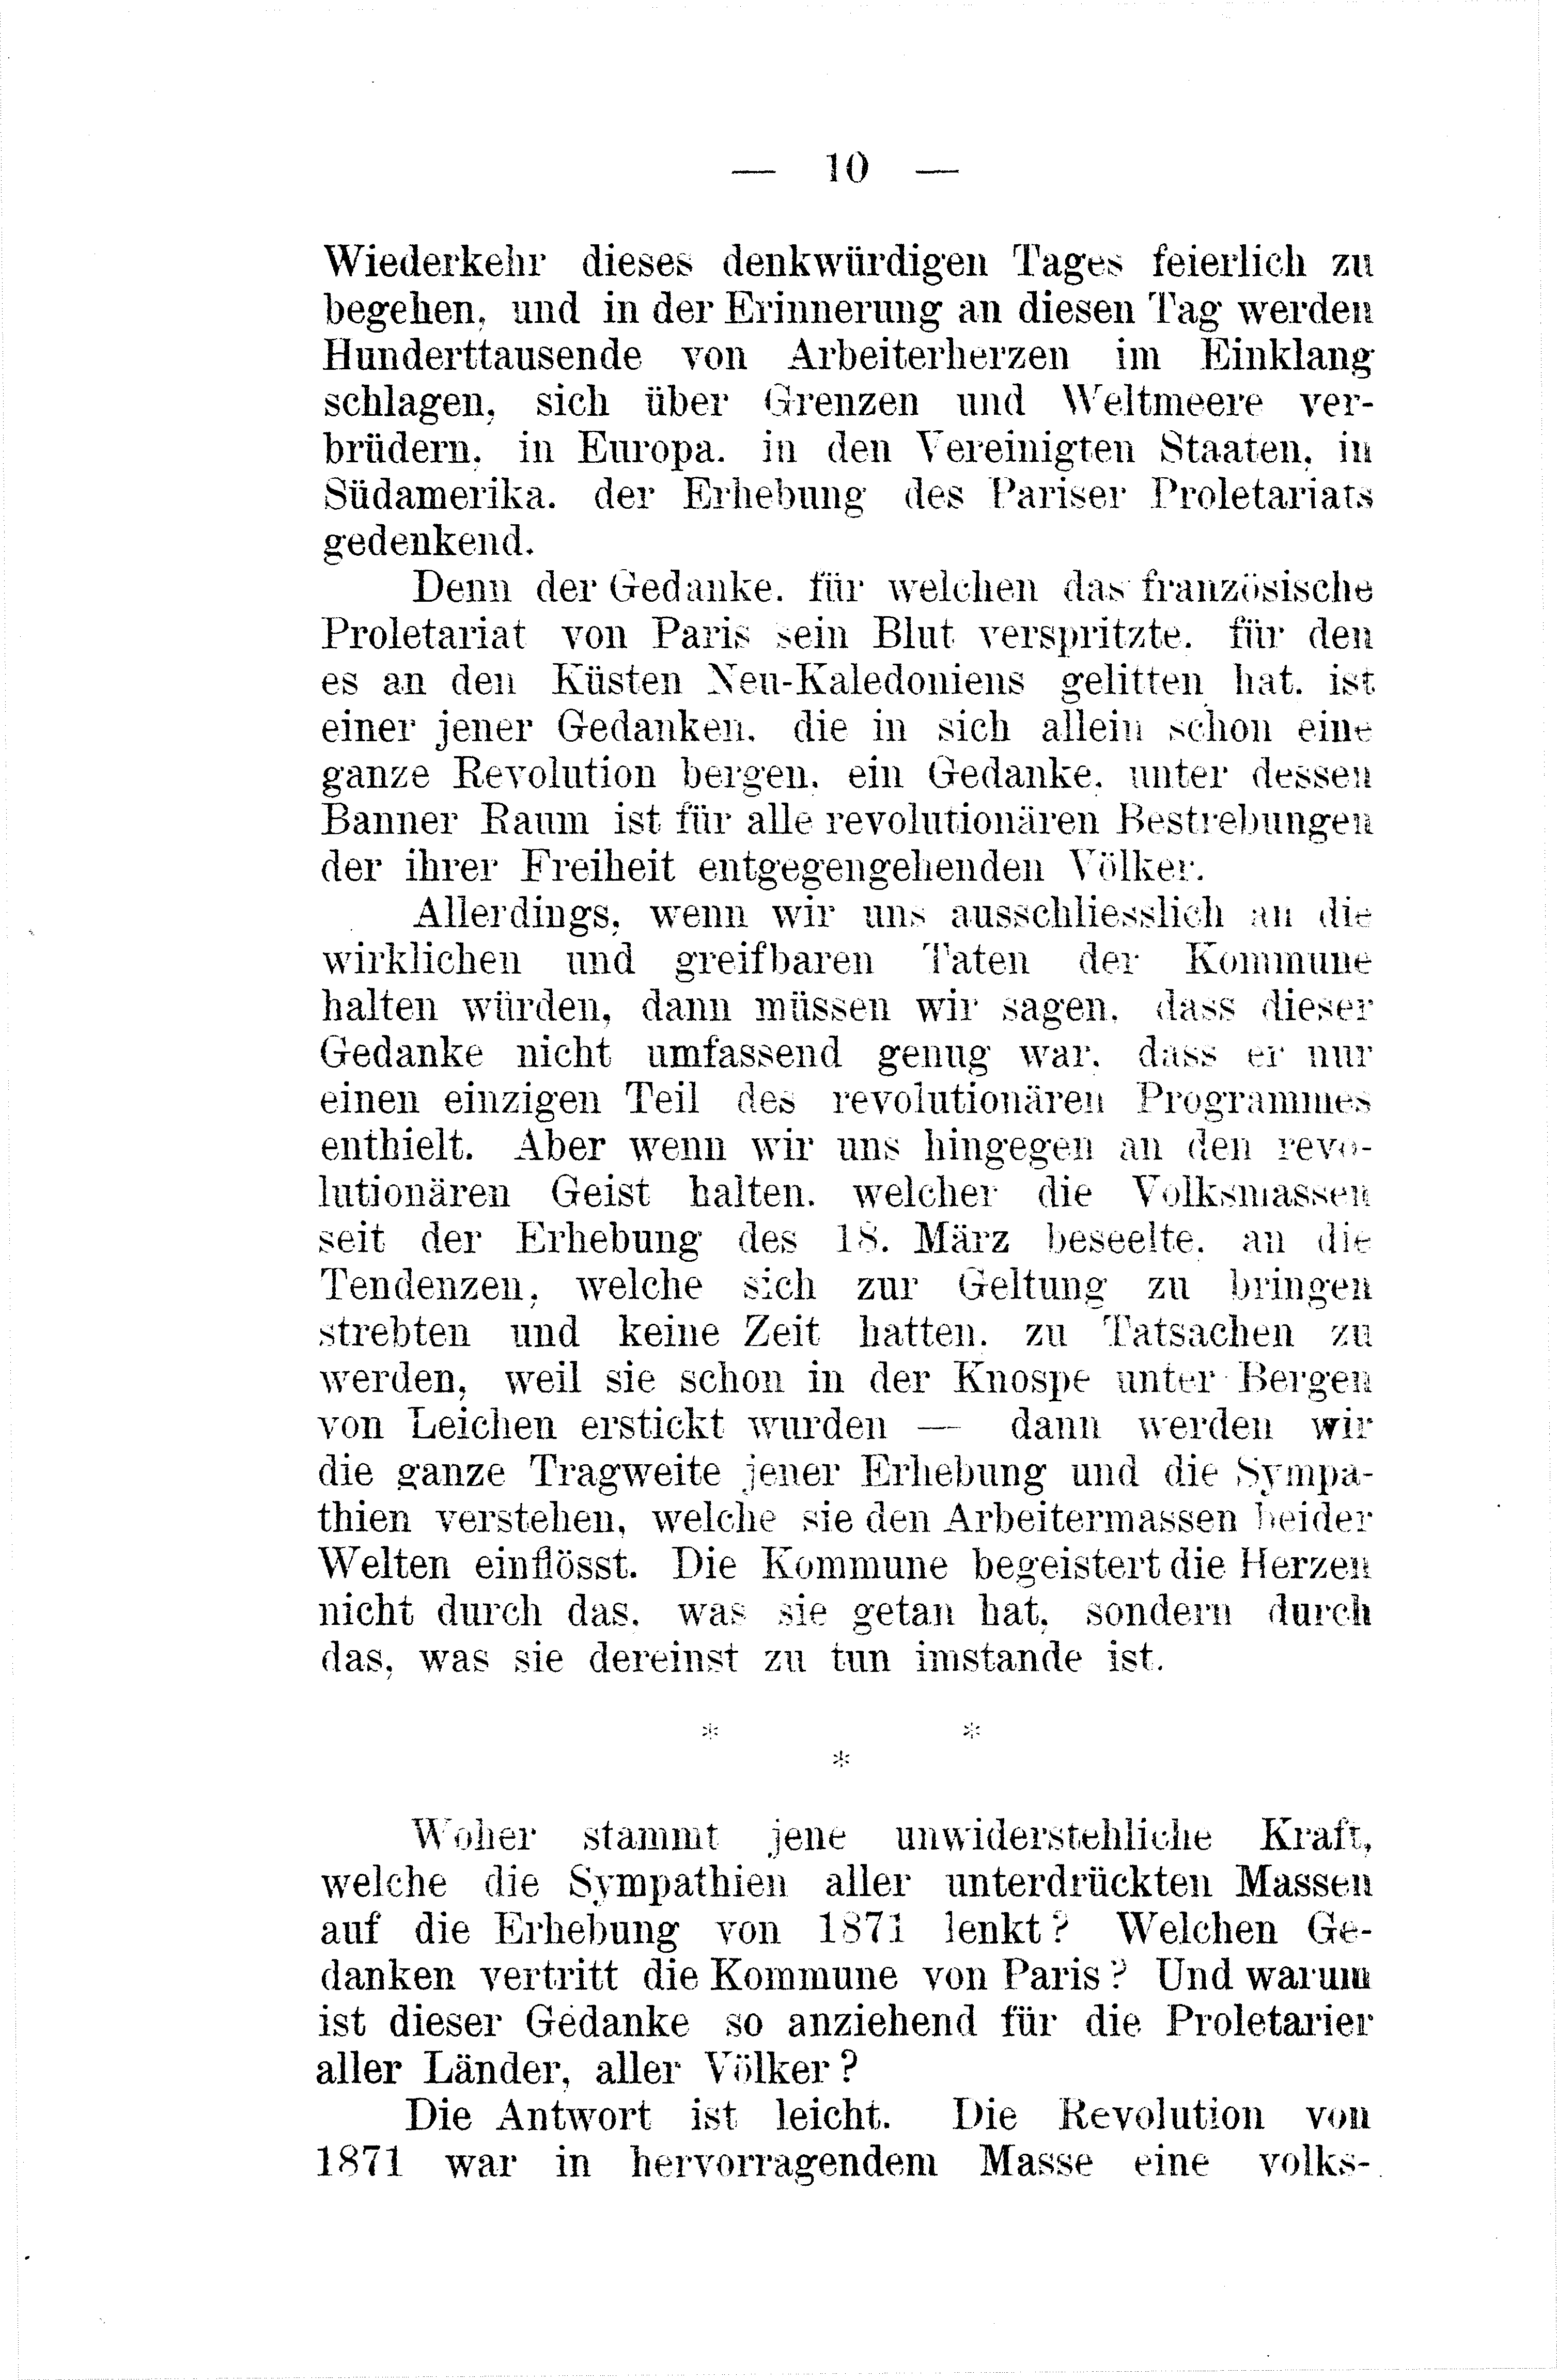 — 10 —
Wiederkehr dieses denkwürdigen Tages feierlich zu
begehen, und in der Erinnerung an diesen Tag werden
Hunderttausende von Arbeiterherzen im Einklang
schlagen, sich über Grenzen und Weltmeere ver-
brüdern, in Europa, in den Vereinigten Staaten, in
Südamerika, der Erhebung des Pariser Proletariats
gedenkend.
Denn der Gedanke, für welchen das französische
Proletariat von Paris sein Blut verspritzte, für den
es an den Küsten Neu-Kaledoniens gelitten hat, ist
einer jener Gedanken, die in sich allein schon eine
ganze Revolution bergen, ein Gedanke, unter dessen
Banner Raum ist für alle revolutionären Bestrebungen
der ihrer Freiheit entgegengehenden Völker.
Allerdings, wenn wir uns ausschliesslich an die
wirklichen und greifbaren Taten der Kommune
halten würden, dann müssen wir sagen, dass dieser
Gedanke nicht umfassend genug war, dass er nur
einen einzigen Teil des revolutionären Programmes
enthielt. Aber wenn wir uns hingegen an den revo-
lutionären Geist halten, welcher die Volksmassen
seit der Erhebung des 18. März beseelte, an die
Tendenzen, welche sich zur Geltung zu bringen
strebten und keine Zeit hatten, zu Tatsachen zu
werden, weil sie schon in der Knospe unter Bergen
von Leichen erstickt wurden — dann werden wir
die ganze Tragweite jener Erhebung und die Sympa-
thien verstehen, welche sie den Arbeitermassen beider
Welten einflösst. Die Kommune begeistert die Herzen
nicht durch das, was sie getan hat, sondern durch
das, was sie dereinst zu tun imstande ist.
* *
*
Woher stammt jene unwiderstehliche Kraft,
welche die Sympathien aller unterdrückten Massen
auf die Erhebung von 1871 lenkt? Welchen Ge-
danken vertritt die Kommune von Paris? Und warum
ist dieser Gedanke so anziehend für die Proletarier
aller Länder, aller Völker?
Die Antwort ist leicht. Die Revolution von
1871 war in hervorragendem Masse eine volks-